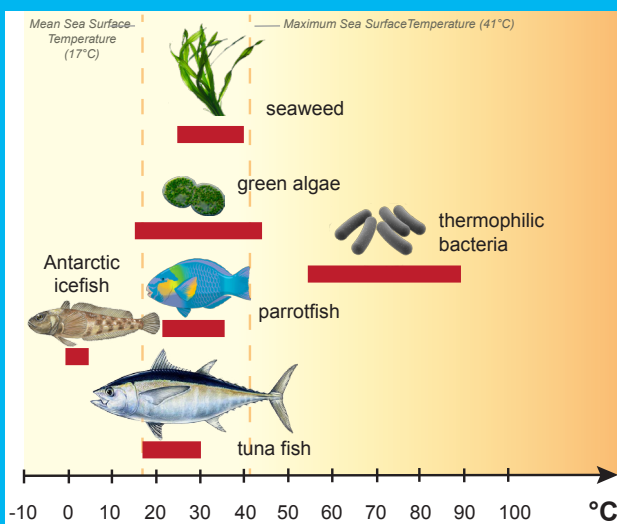 Mean Sea Surface
Temperature
(17°C)
Maximum Sea SurfaceTemperature (41°C)
seaweed
green algae
thermophilic
bacteria
Antarctic
icefish
parrotfish
tuna fish
-10 0 10 20 30 40 50 60 70 80 90 100 °C